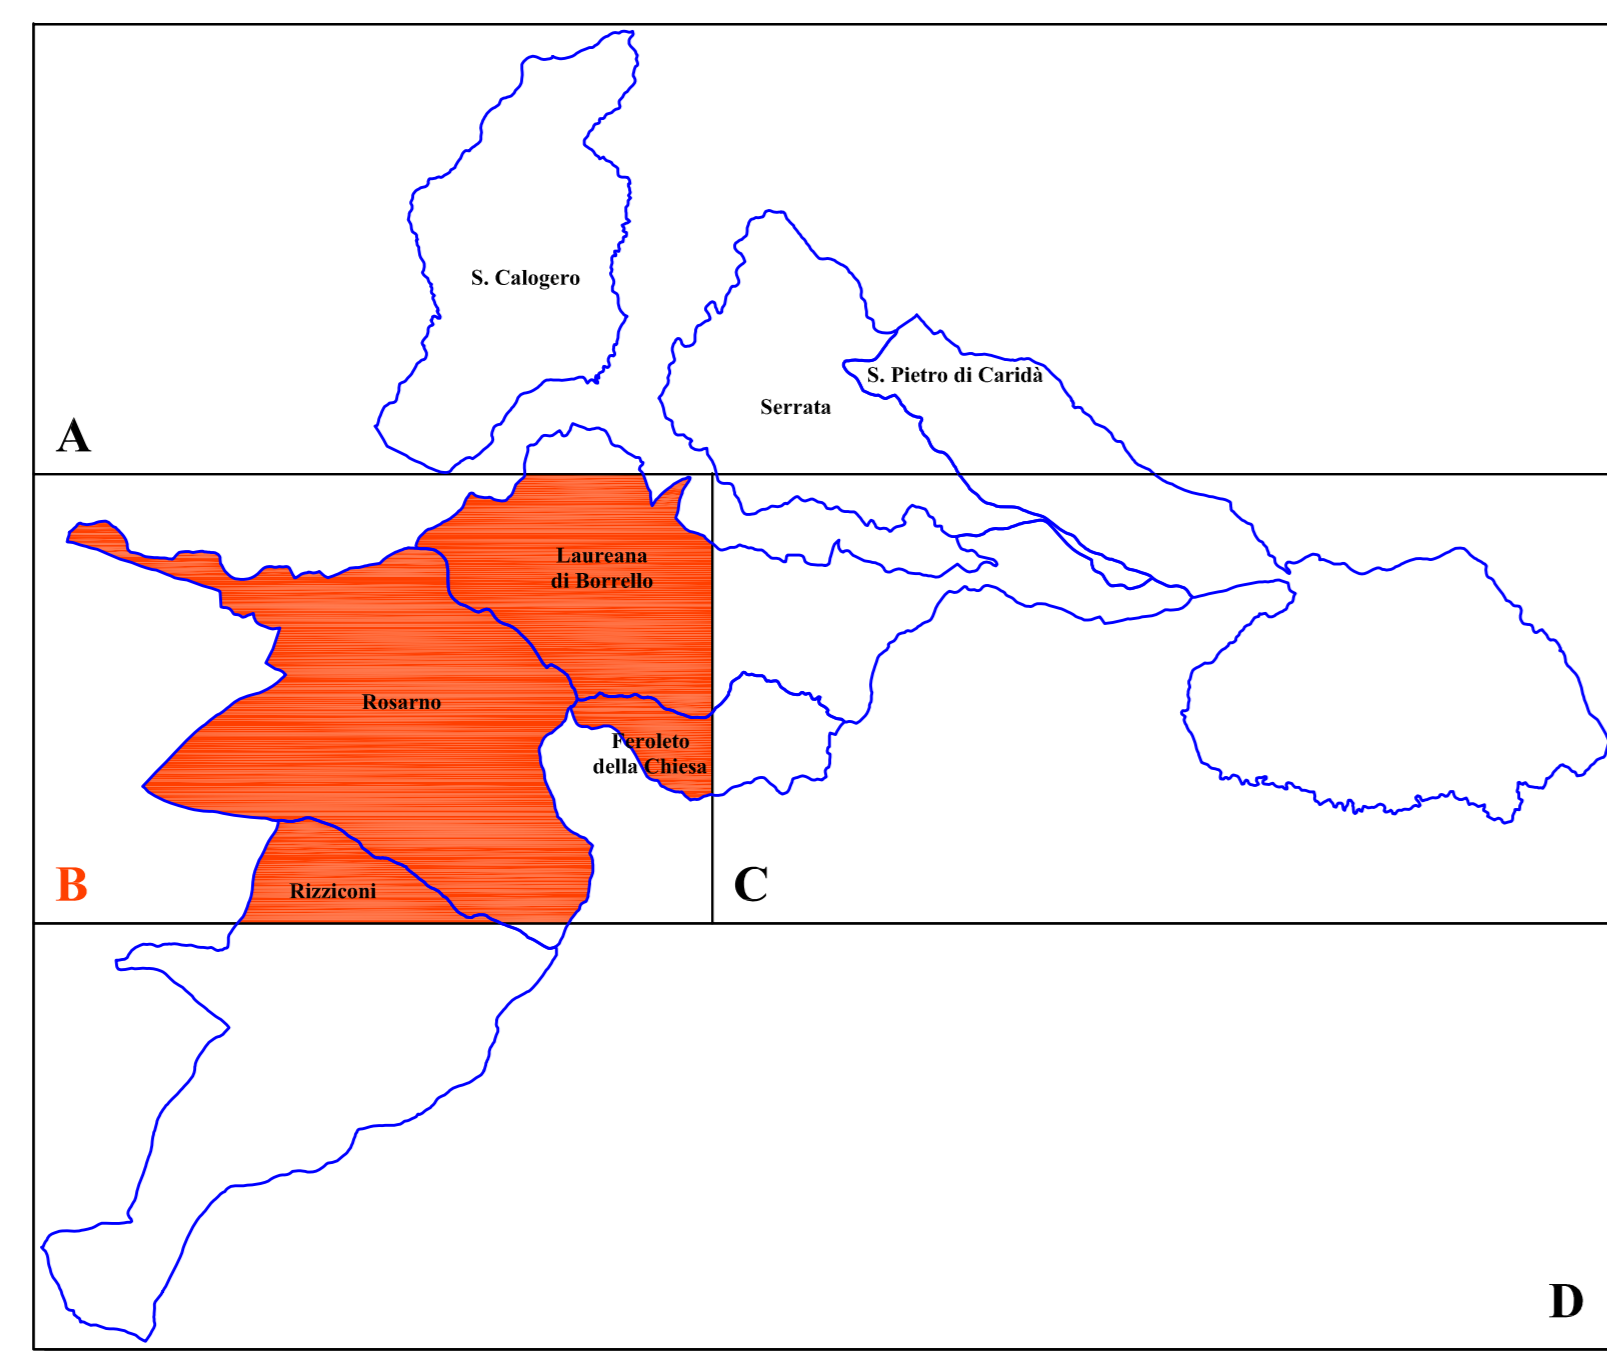 S. Calogero
S. Pietro di Caridà
Serrata
A
Laureana
di Borrello
Rosarno
Feroleto
della Chiesa
B
Rizziconi
C
D